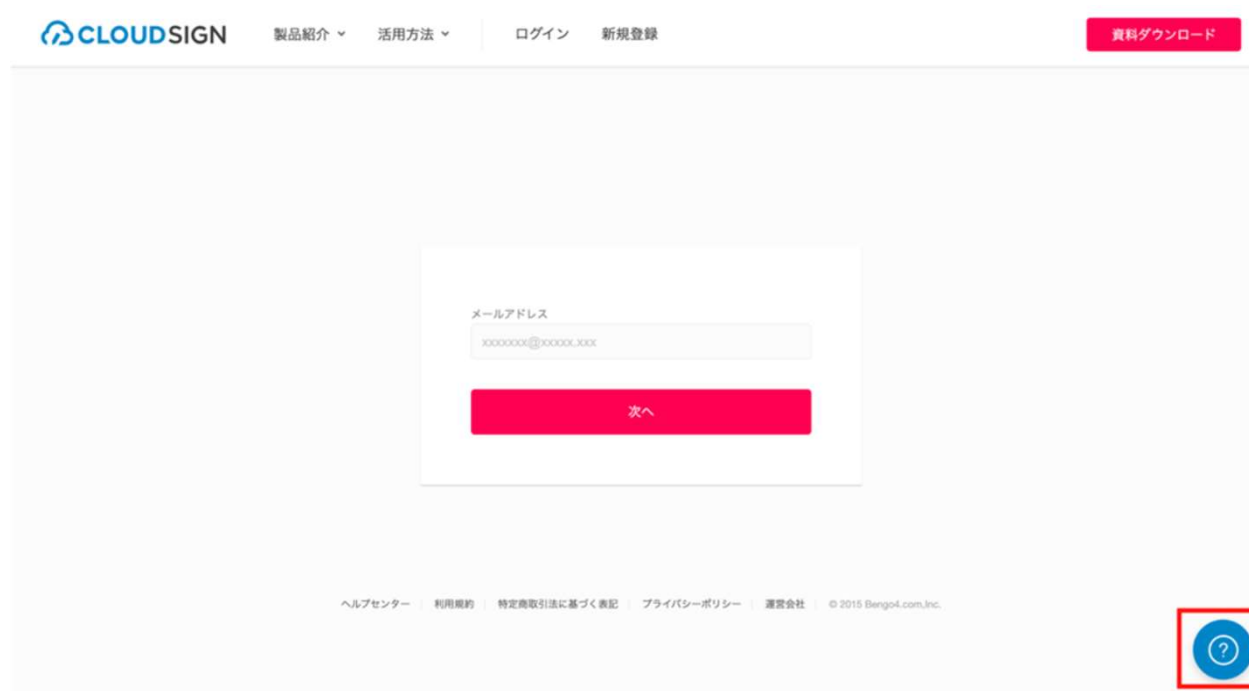 CLOUDSIGN 製品紹介 活用方法 ログイン 新規登録 資料ダウンロード
メールアドレス
xxxxxxx@xxxxx.xxx
次へ
ヘルプセンター 利用規約 特定商取引法に基づく表記 プライバシーポリシー 運営会社 © 2015 Bengo4.com,Inc.
?